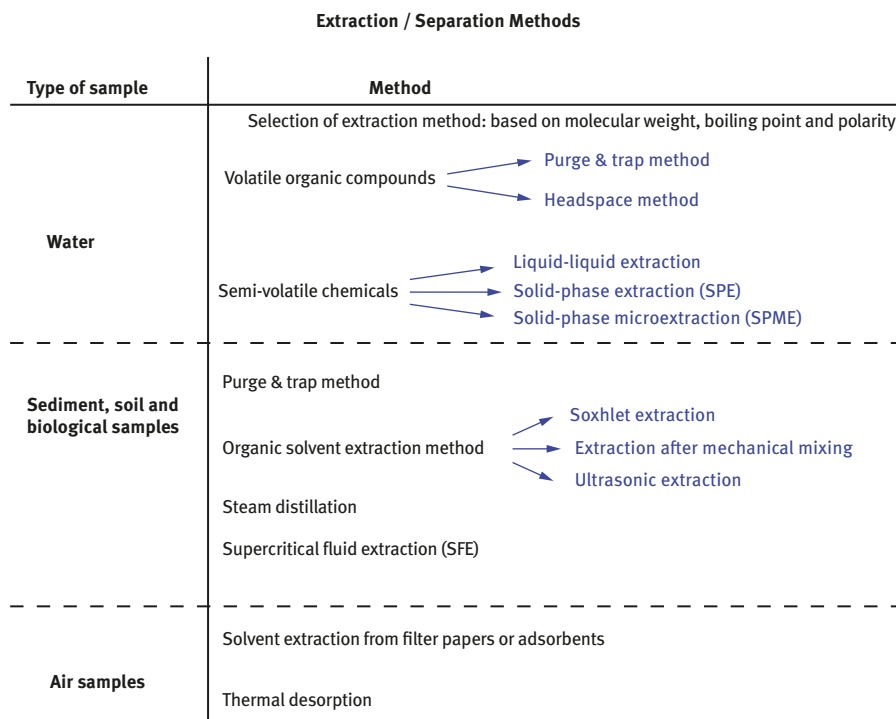 Extraction / Separation Methods
Type of sample
Method
Selection of extraction method: based on molecular weight, boiling point and polarity
Water
Volatile organic compounds
Purge & trap method
Headspace method
Semi-volatile chemicals
Liquid-liquid extraction
Solid-phase extraction (SPE)
Solid-phase microextraction (SPME)
Sediment, soil and
biological samples
Purge & trap method
Organic solvent extraction method
Soxhlet extraction
Extraction after mechanical mixing
Ultrasonic extraction
Steam distillation
Supercritical fluid extraction (SFE)
Air samples
Solvent extraction from filter papers or adsorbents
Thermal desorption